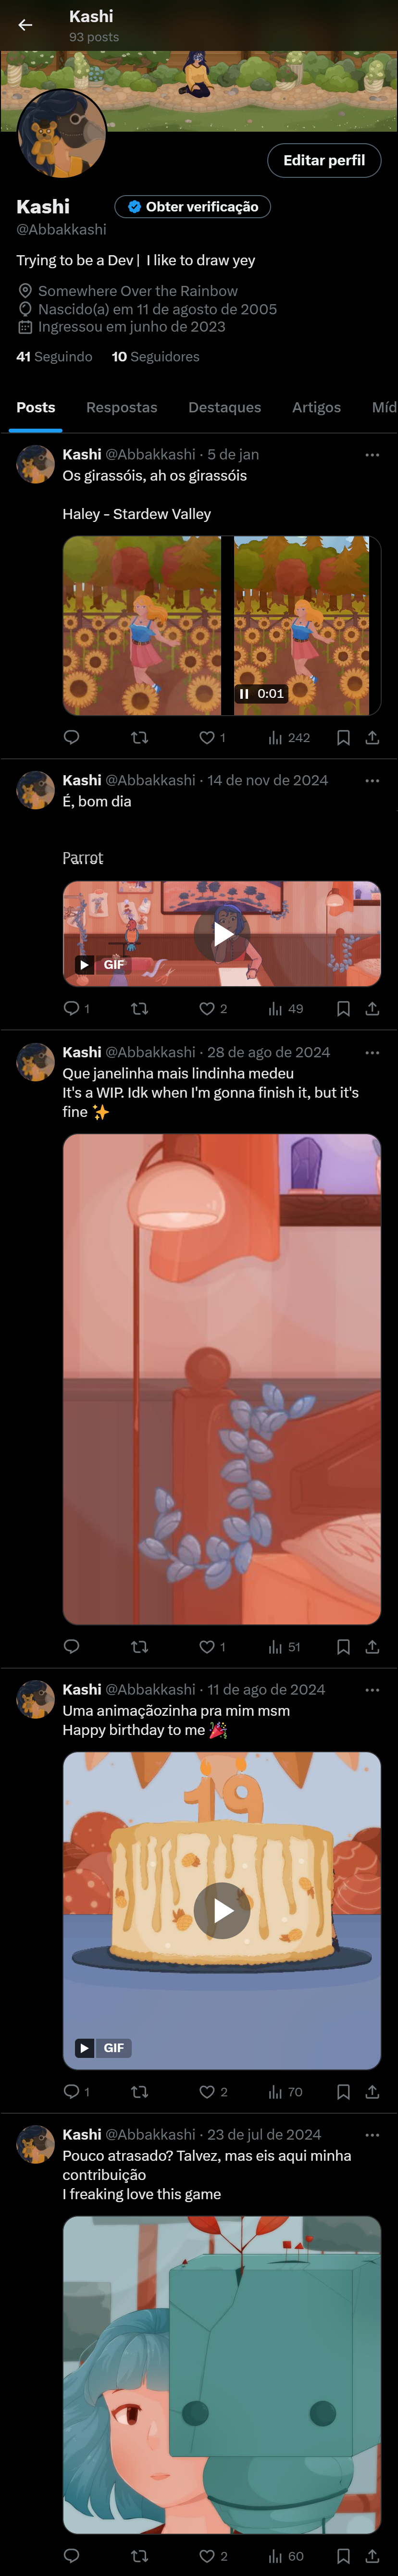 Kashi
93 posts
Editar perfil
Kashi
Obter verificação
@Abbakkashi
Trying to be a Dev | I like to draw yey
Somewhere Over the Rainbow
Nascido(a) em 11 de agosto de 2005
Ingressou em junho de 2023
41 Seguindo 10 Seguidores
Posts Respostas Destaques Artigos Míd
Kashi @Abbakkashi · 5 de jan
Os girassóis, ah os girassóis
Haley - Stardew Valley
0:01
1 242
Kashi @Abbakkashi · 14 de nov de 2024
É, bom dia
Parrot
GIF
1 2 49
Kashi @Abbakkashi · 28 de ago de 2024
Que janelinha mais lindinha medeu
It's a WIP. Idk when I'm gonna finish it, but it's
fine ✨
1 51
Kashi @Abbakkashi · 11 de ago de 2024
Uma animaçãozinha pra mim msm
Happy birthday to me 🎉
19
GIF
1 2 70
Kashi @Abbakkashi · 23 de jul de 2024
Pouco atrasado? Talvez, mas eis aqui minha
contribuição
I freaking love this game
2 60